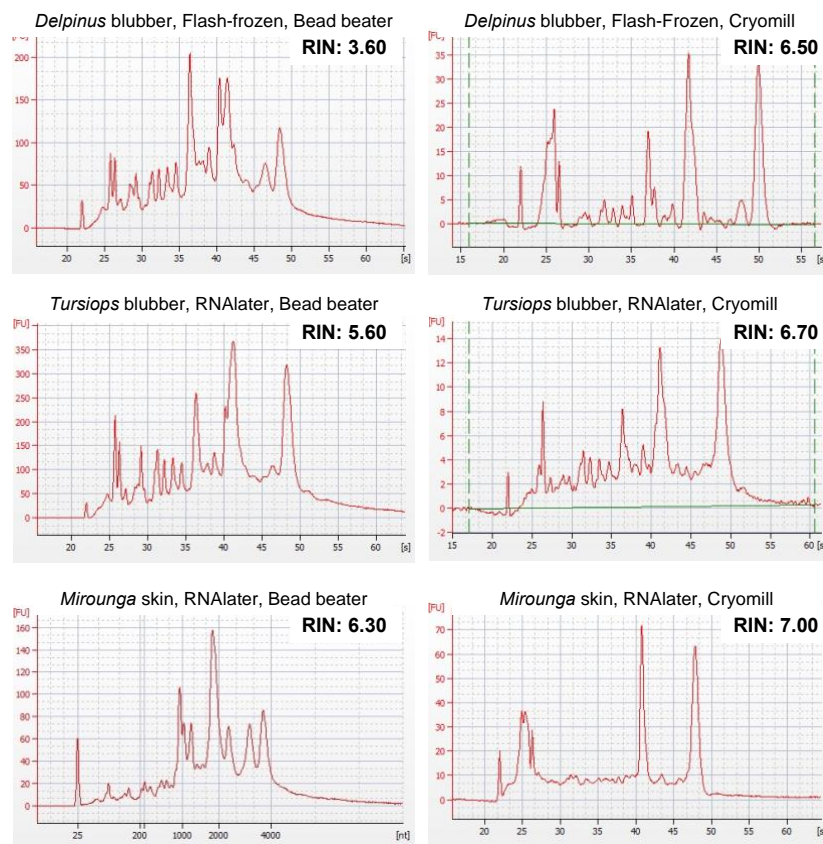 Delpinus blubber, Flash-frozen, Bead beater
RIN: 3.60
200
150
100
50
0
20 25 30 35 40 45 50 55 60 [s]
Delpinus blubber, Flash-Frozen, Cryomill
[FU]
RIN: 6.50
35
30
25
20
15
10
5
0
15 20 25 30 35 40 45 50 55 [s]
Tursiops blubber, RNAlater, Bead beater
[FU]
RIN: 5.60
350
300
250
200
150
100
50
0
20 25 30 35 40 45 50 55 60 [s]
Tursiops blubber, RNAlater, Cryomill
[FU]
RIN: 6.70
14
12
10
8
6
4
2
0
-2
15 20 25 30 35 40 45 50 55 60 [s]
Mirounga skin, RNAlater, Bead beater
[FU]
RIN: 6.30
160
140
120
100
80
60
40
20
0
25 200 1000 2000 4000 [nt]
Mirounga skin, RNAlater, Cryomill
[FU]
RIN: 7.00
70
60
50
40
30
20
10
0
20 25 30 35 40 45 50 55 60 [s]